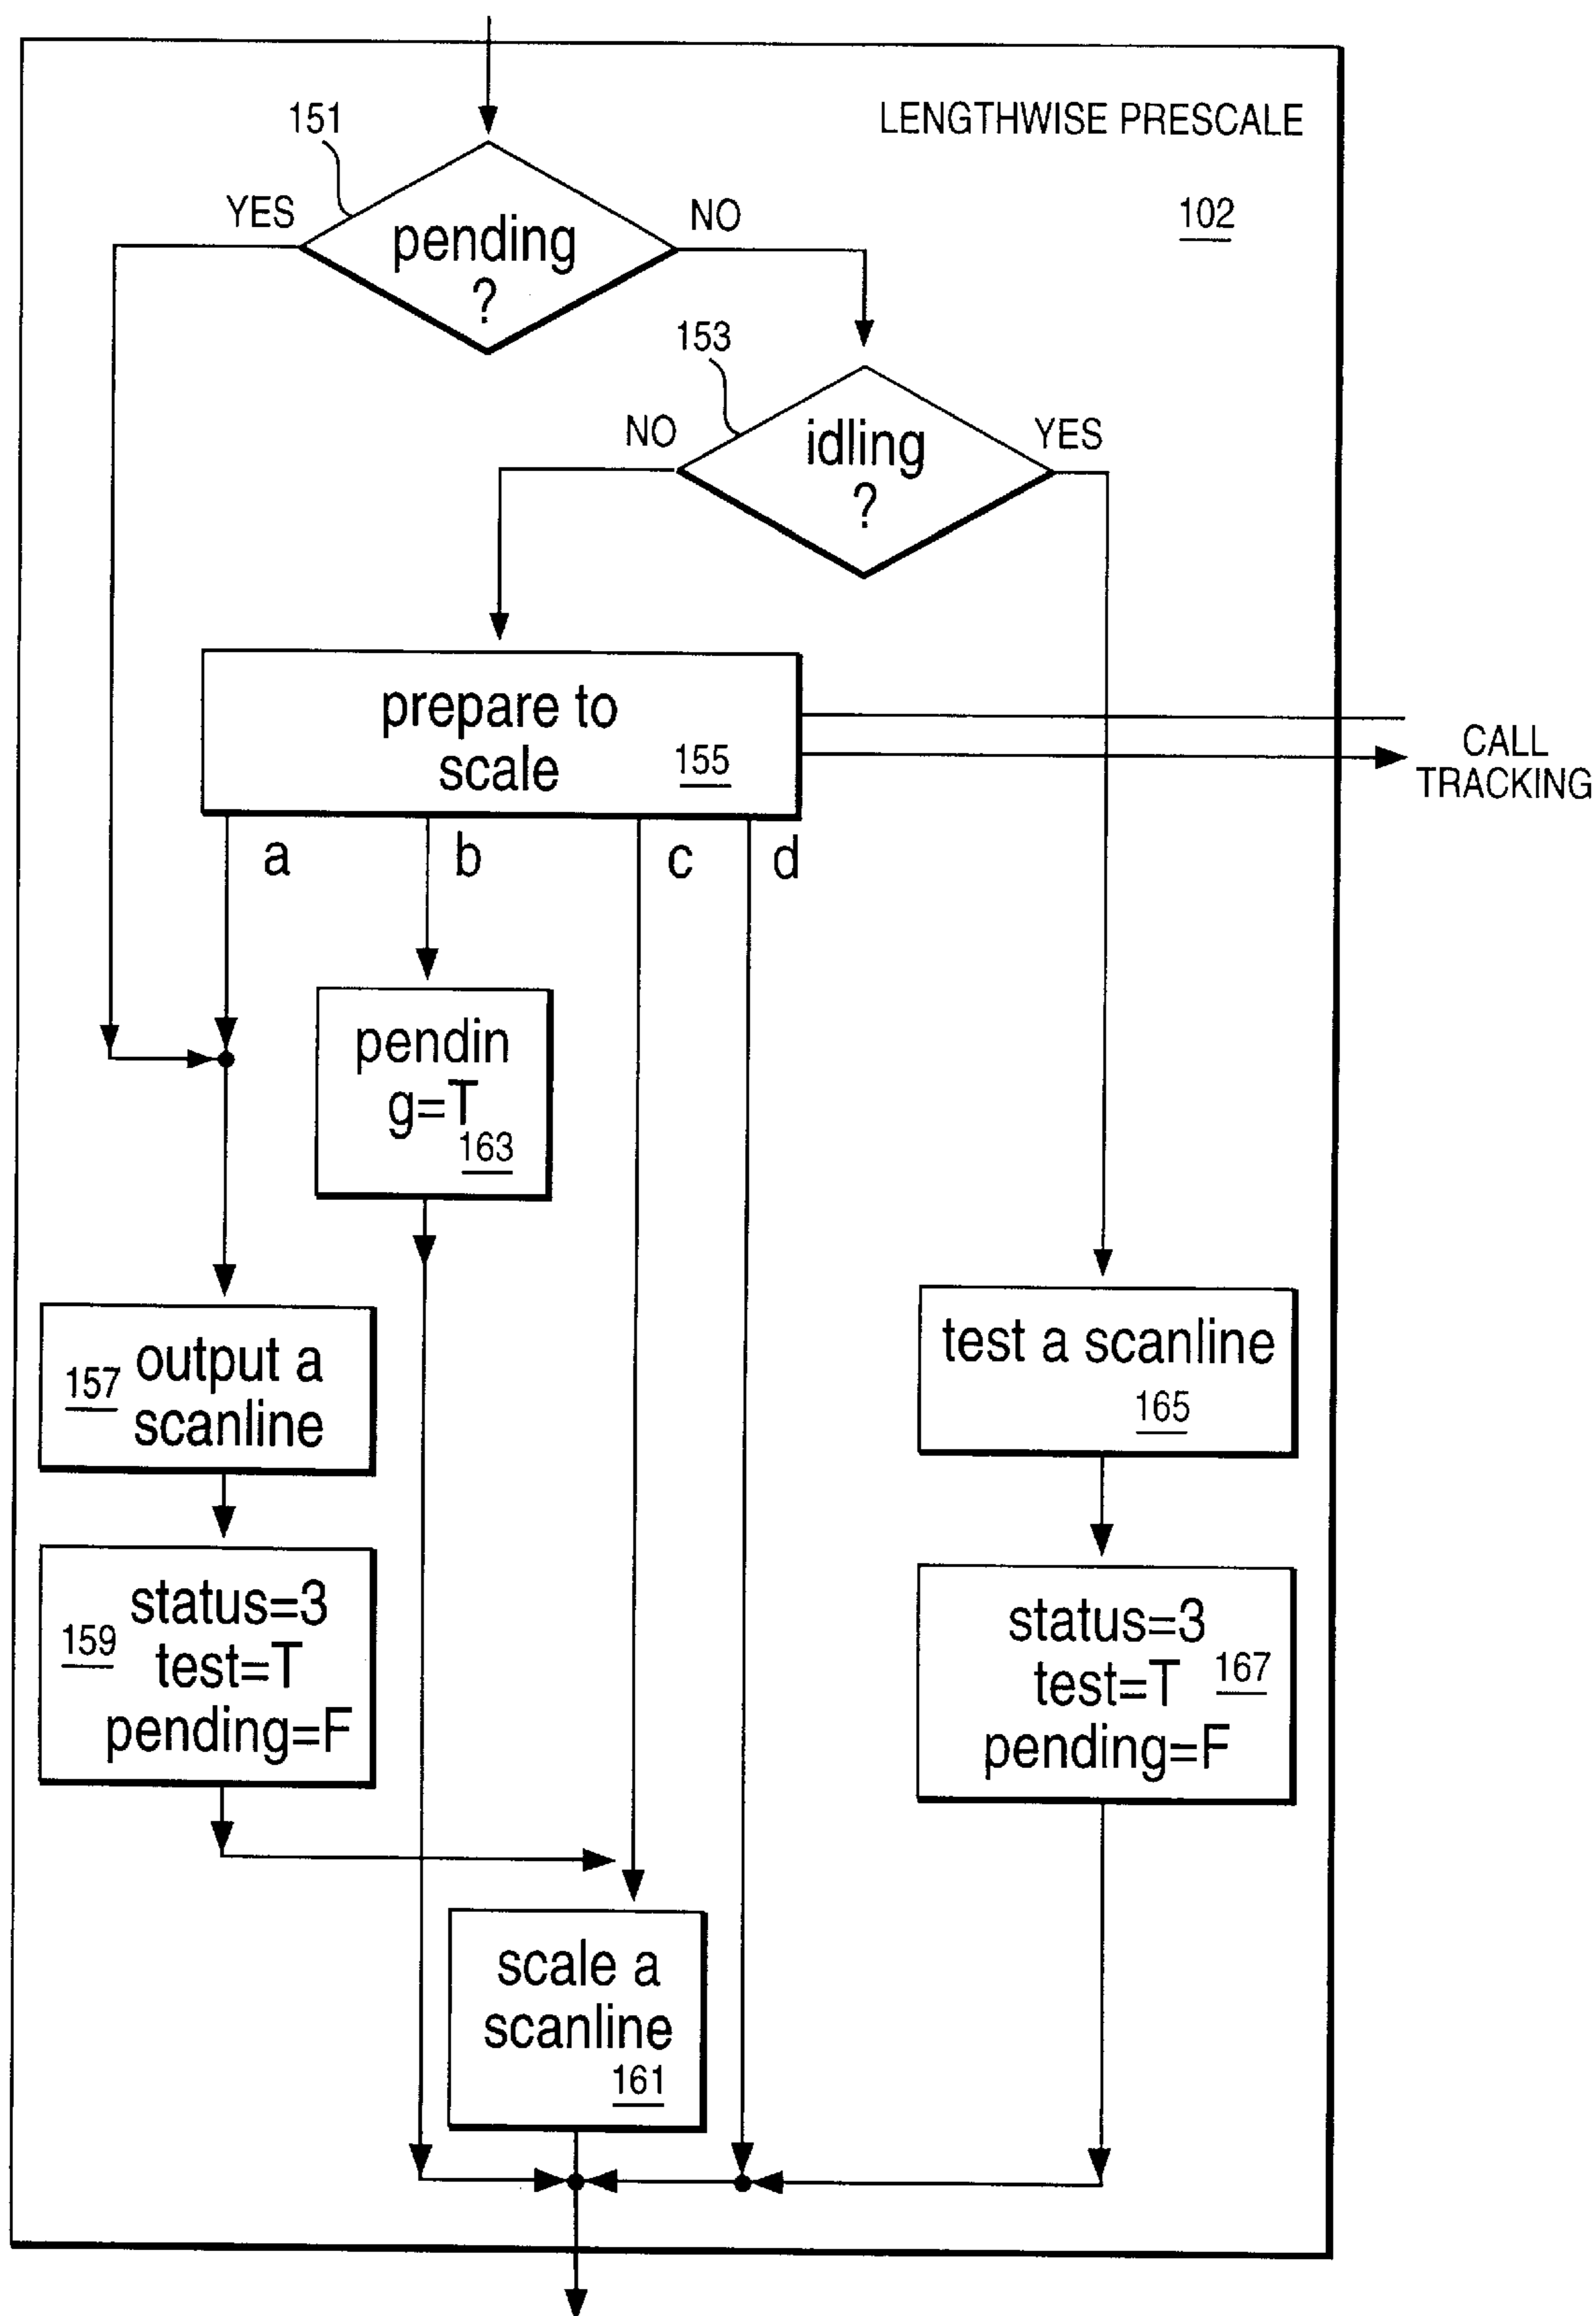 LENGTHWISE PRESCALE
102
151
YES
NO
pending
?
153
NO
YES
idling
?
prepare to
scale
155
CALL
TRACKING
a
b
c
d
pendin
g=T
163
output a
scanline
157
test a scanline
165
status=3
test=T
pending=F
159
status=3
test=T
pending=F
167
scale a
scanline
161